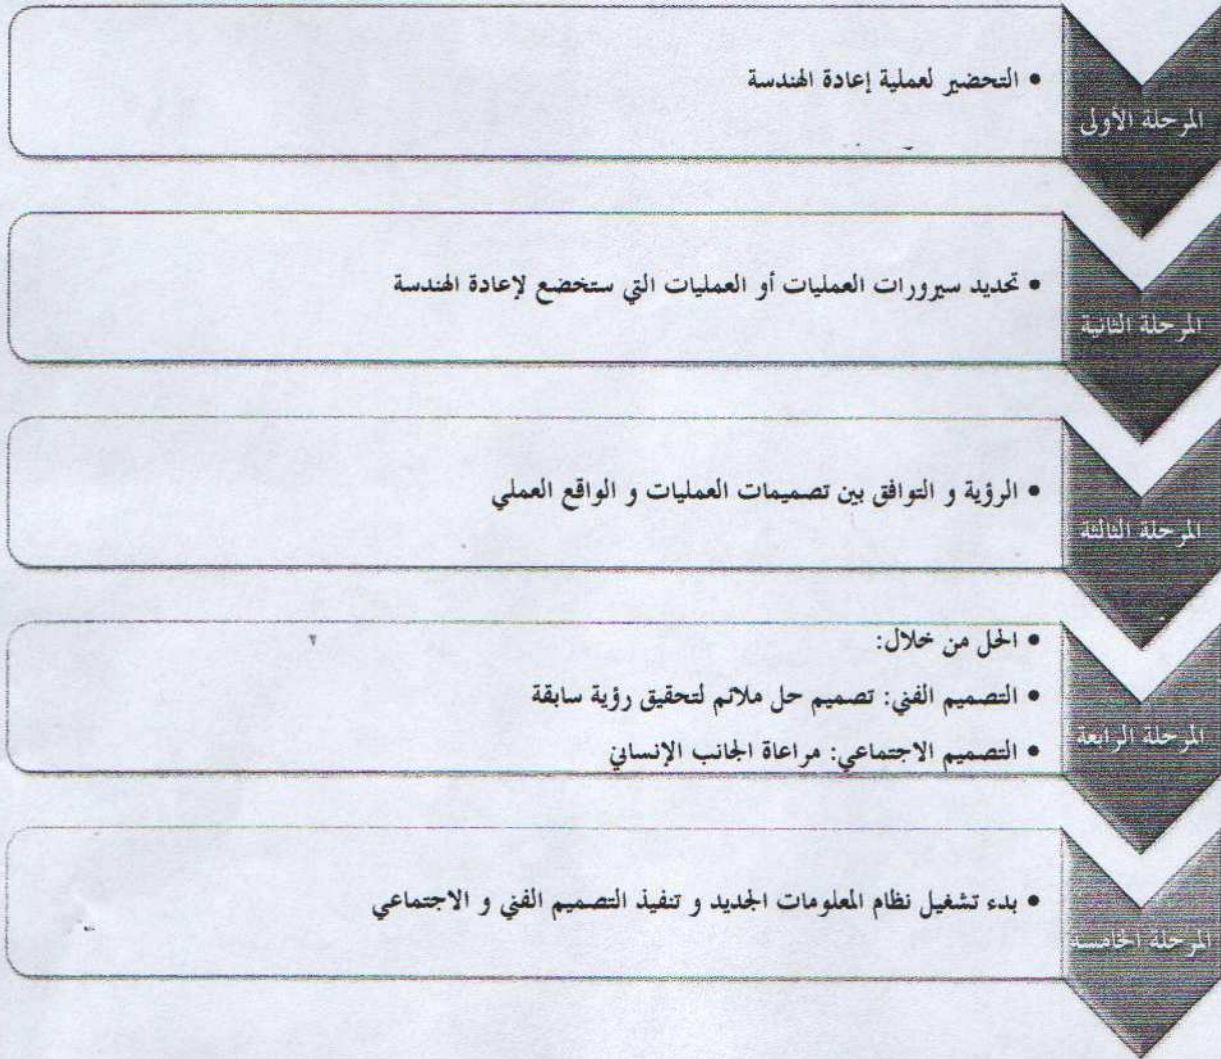 المرحلة الأولى
• التحضير لعملية إعادة الهندسة
المرحلة الثانية
• تحديد سيرورات العمليات أو العمليات التي ستخضع لإعادة الهندسة
المرحلة الثالثة
• الرؤية و التوافق بين تصميمات العمليات و الواقع العملي
المرحلة الرابعة
• الحل من خلال:
• التصميم الفني: تصميم حل ملائم لتحقيق رؤية سابقة
• التصميم الاجتماعي: مراعاة الجانب الإنساني
المرحلة الخامسة
• بدء تشغيل نظام المعلومات الجديد و تنفيذ التصميم الفني و الاجتماعي